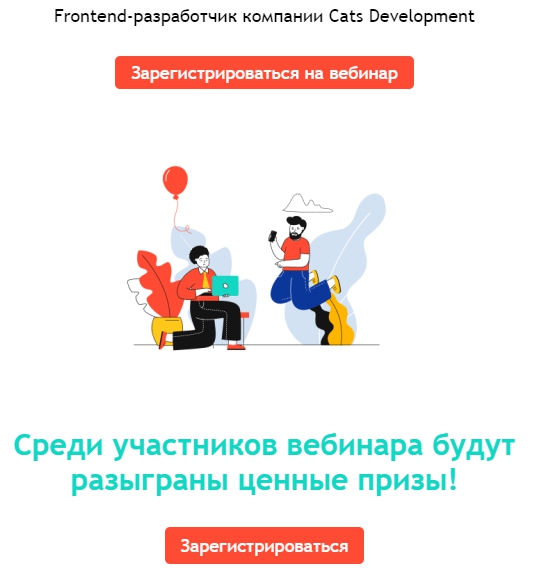 Frontend-разработчик компании Cats Development
Зарегистрироваться на вебинар
Среди участников вебинара будут
разыграны ценные призы!
Зарегистрироваться